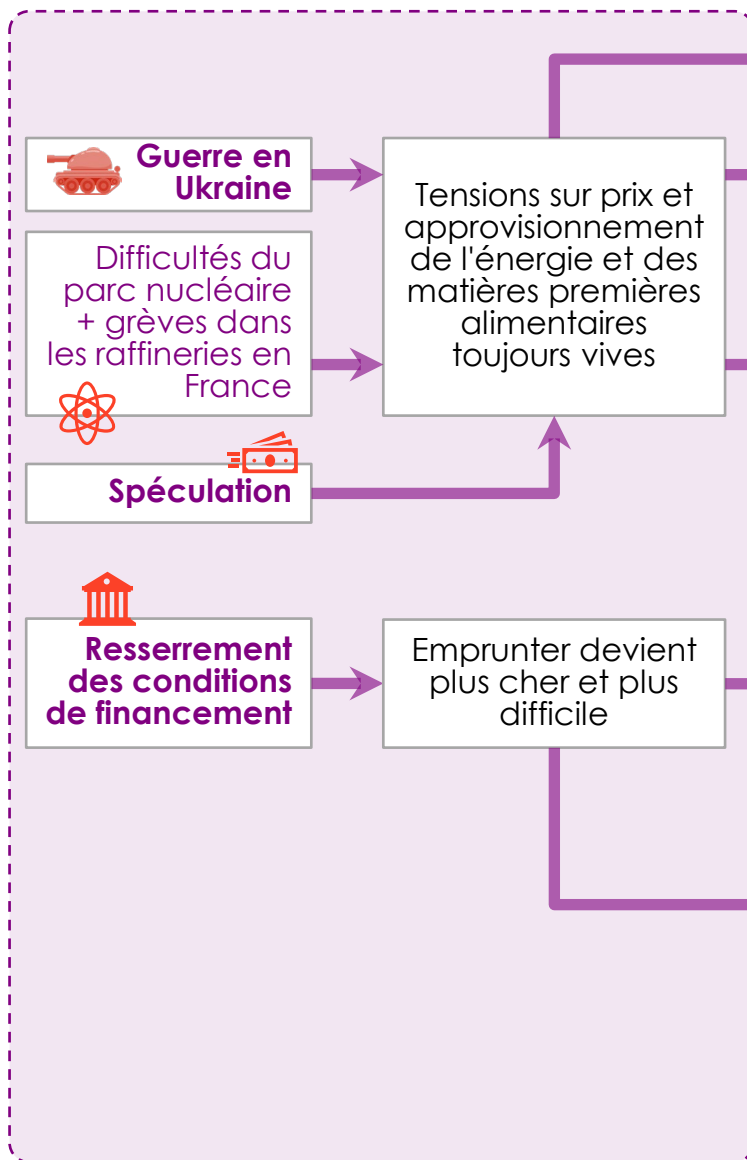 Guerre en
Ukraine
Difficultés du
parc nucléaire
+ grèves dans
les raffineries en
France
Spéculation
Tensions sur prix et
approvisionnement
de l'énergie et des
matières premières
alimentaires
toujours vives
Resserrement
des conditions
de financement
Emprunter devient
plus cher et plus
difficile